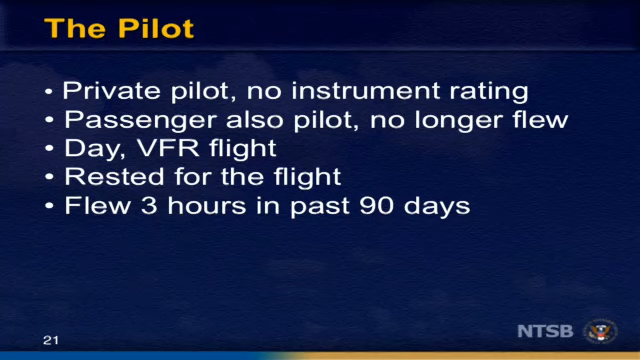 The Pilot
• Private pilot, no instrument rating
• Passenger also pilot, no longer flew
• Day, VFR flight
• Rested for the flight
• Flew 3 hours in past 90 days
NTSB
21